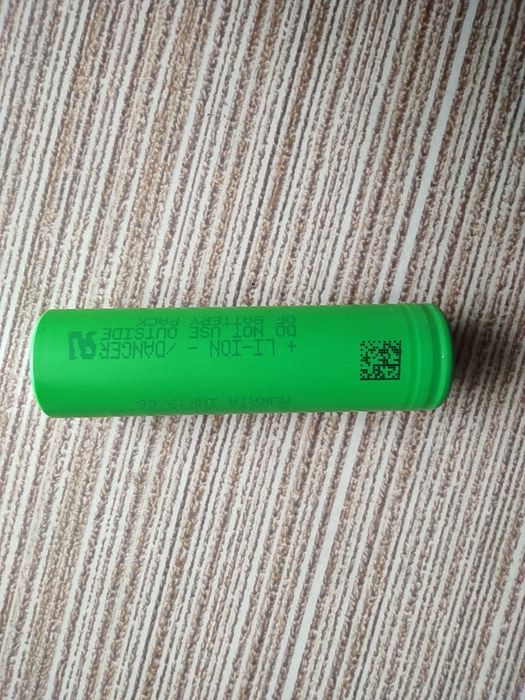 MURATA INR19/66
+ LI-ION - /DANGER
DO NOT USE OUTSIDE
OF BATTERY PACK